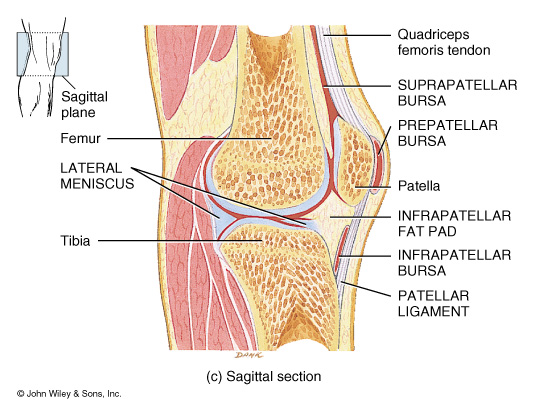 Quadriceps
femoris tendon
SUPRAPATELLAR
BURSA
PREPATELLAR
BURSA
Patella
INFRAPATELLAR
FAT PAD
INFRAPATELLAR
BURSA
PATELLAR
LIGAMENT
Sagittal
plane
Femur
LATERAL
MENISCUS
Tibia
(c) Sagittal section
© John Wiley & Sons, Inc.